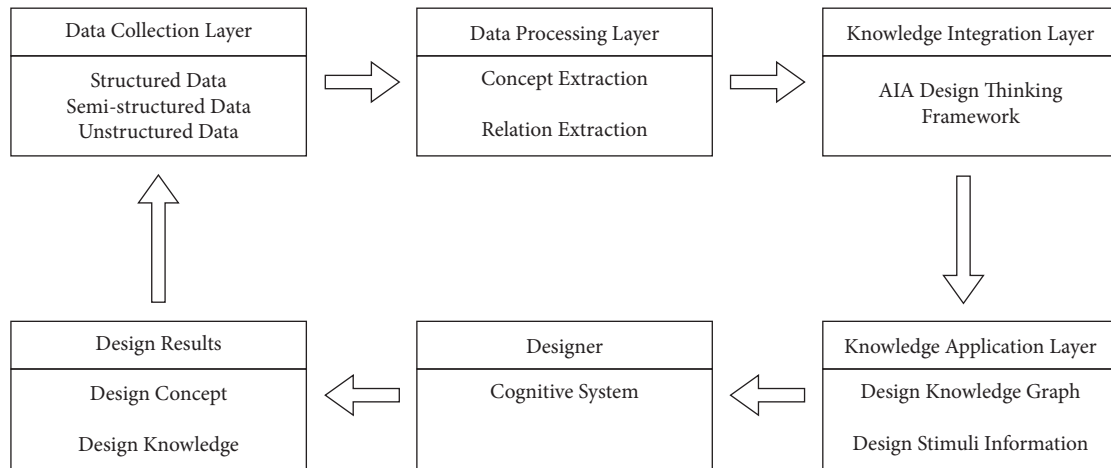 Data Collection Layer
Structured Data
Semi-structured Data
Unstructured Data
Data Processing Layer
Concept Extraction
Relation Extraction
Knowledge Integration Layer
AIA Design Thinking
Framework
Design Results
Design Concept
Design Knowledge
Designer
Cognitive System
Knowledge Application Layer
Design Knowledge Graph
Design Stimuli Information